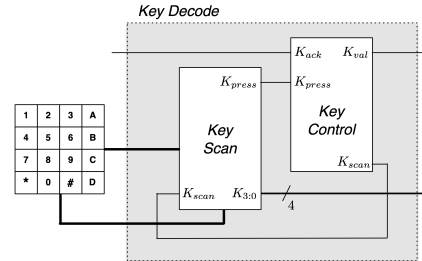 Key Decode
K_ack K_val
K_press K_press
Key
Scan
Key
Control
K_scan
K_scan K_3:0
4
1 2 3 A
4 5 6 B
7 8 9 C
* 0 # D